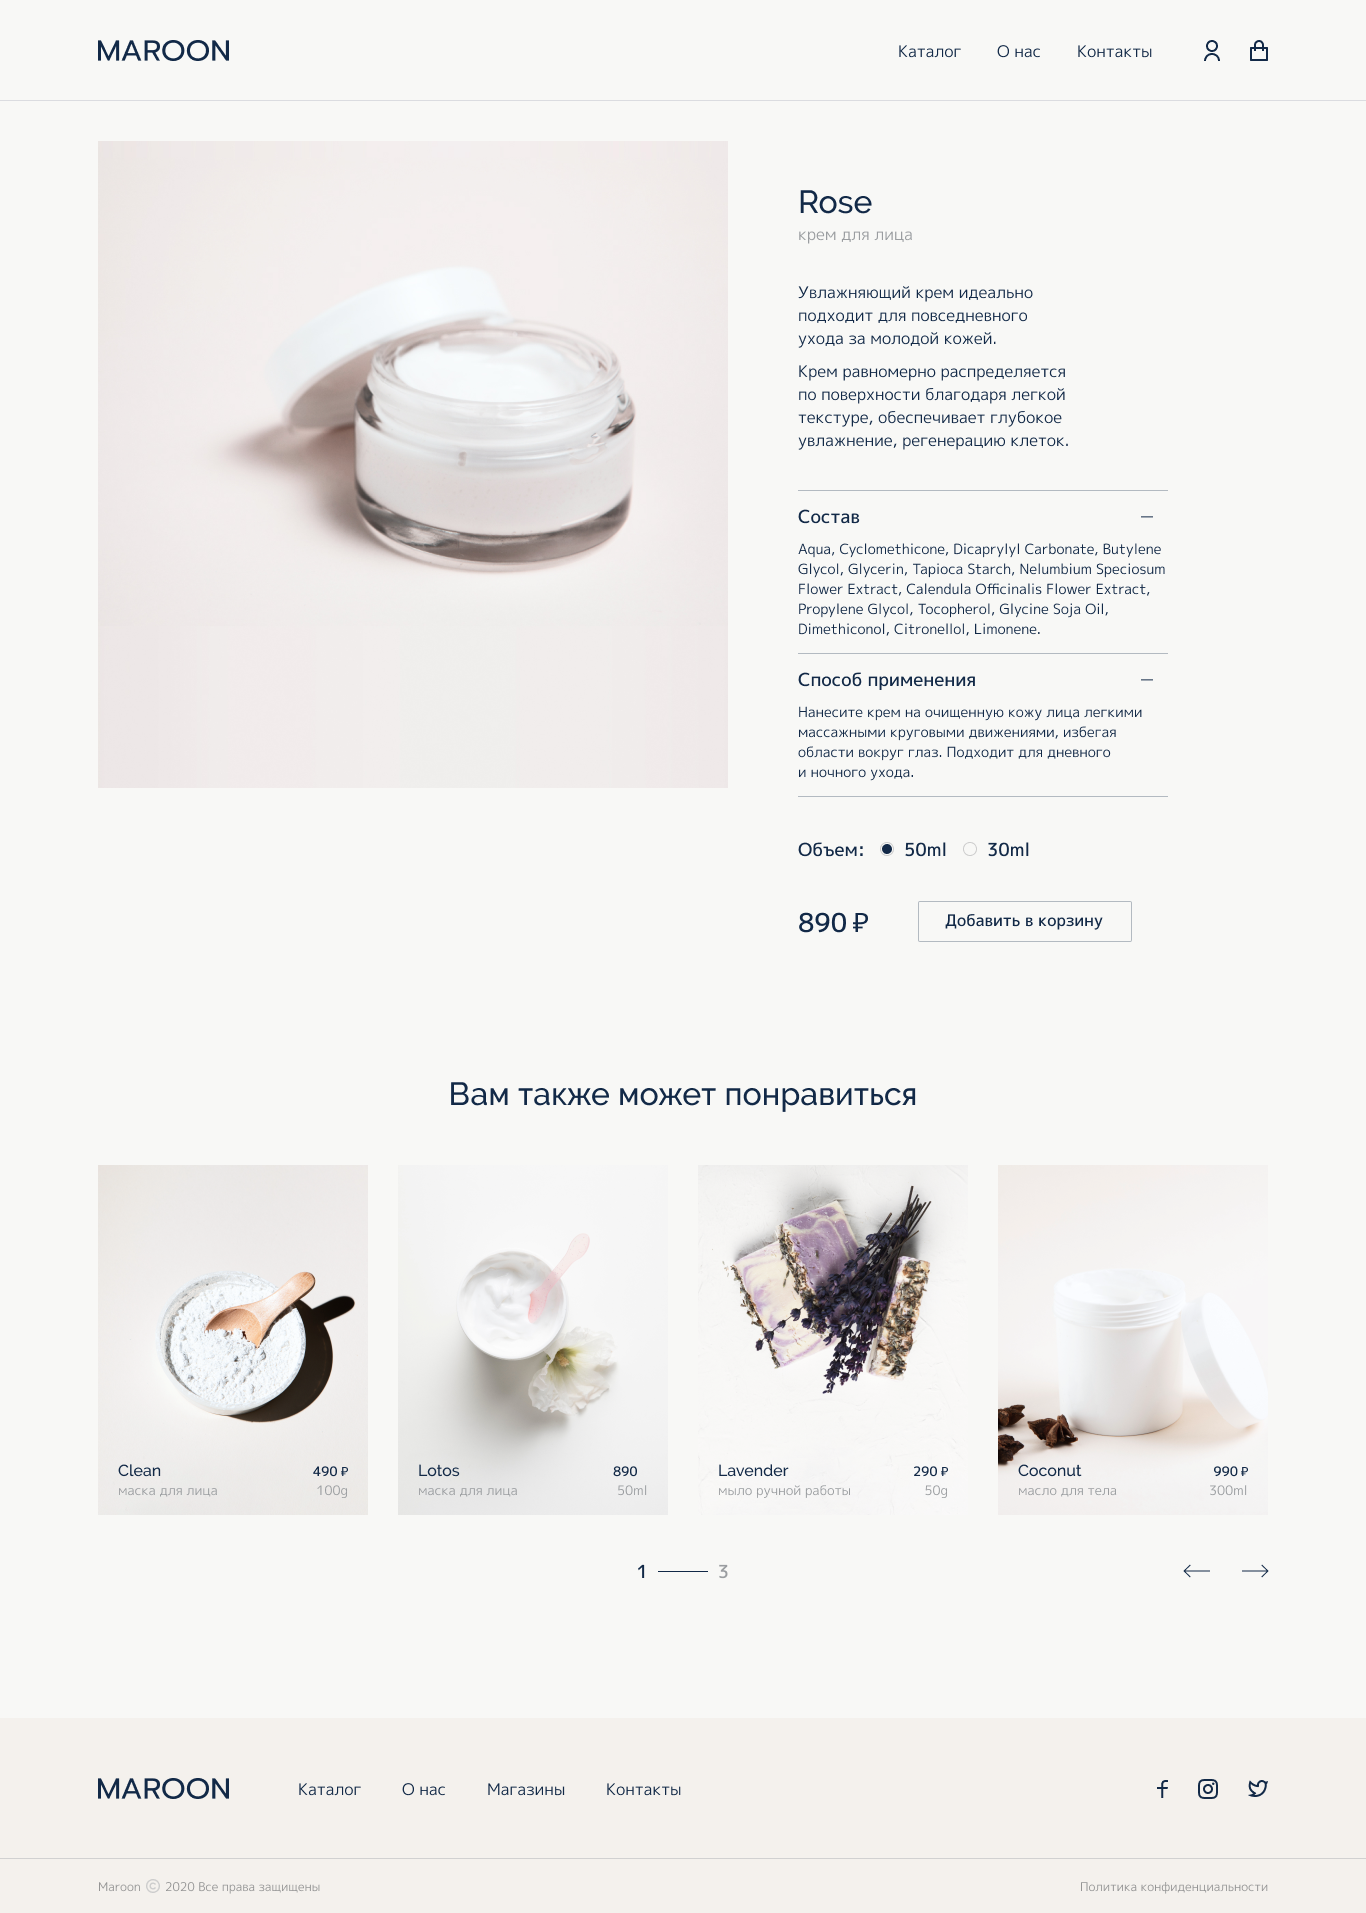 MAROON
Каталог
О нас
Контакты
Rose
крем для лица
Увлажняющий крем идеально
подходит для повседневного
ухода за молодой кожей.
Крем равномерно распределяется
по поверхности благодаря легкой
текстуре, обеспечивает глубокое
увлажнение, регенерацию клеток.
Состав
Aqua, Cyclomethicone, Dicaprylyl Carbonate, Butylene
Glycol, Glycerin, Tapioca Starch, Nelumbium Speciosum
Flower Extract, Calendula Officinalis Flower Extract,
Propylene Glycol, Tocopherol, Glycine Soja Oil,
Dimethiconol, Citronellol, Limonene.
Способ применения
Нанесите крем на очищенную кожу лица легкими
массажными круговыми движениями, избегая
области вокруг глаз. Подходит для дневного
и ночного ухода.
Объем: 50ml 30ml
890 ₽
Добавить в корзину
Вам также может понравиться
Clean 490 ₽
маска для лица 100g
Lotos 890
маска для лица 50ml
Lavender 290 ₽
мыло ручной работы 50g
Coconut 990 ₽
масло для тела 300ml
1 3
MAROON
Каталог
О нас
Магазины
Контакты
Maroon © 2020 Все права защищены
Политика конфиденциальности